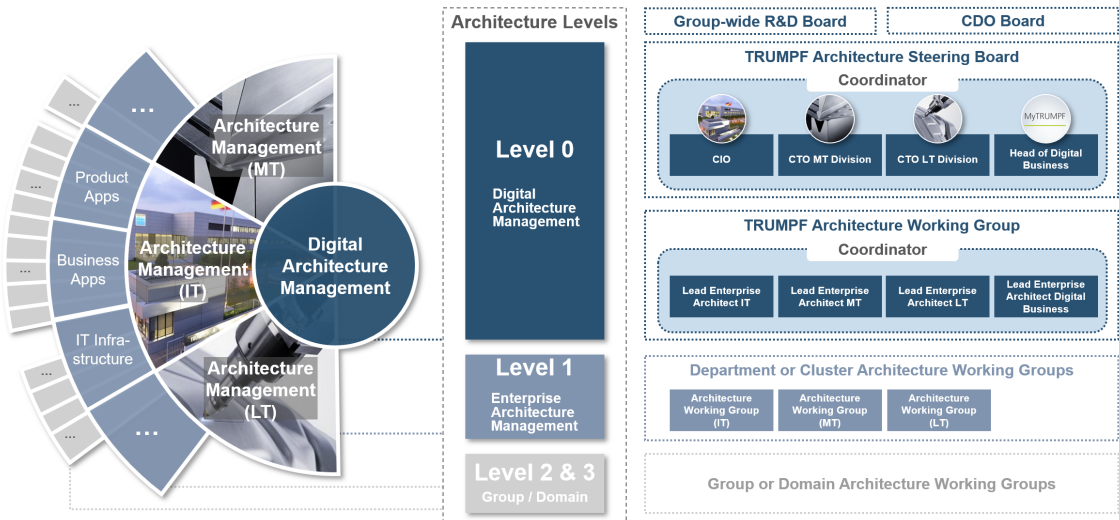 ...
...
Product
Apps
...
Business
Apps
...
IT Infra-
structure
...
...
...
Architecture
Management
(MT)
Architecture
Management
(IT)
Architecture
Management
(LT)
Digital
Architecture
Management
Architecture Levels
Level 0
Digital
Architecture
Management
Level 1
Enterprise
Architecture
Management
Level 2 & 3
Group / Domain
Group-wide R&D Board
CDO Board
TRUMPF Architecture Steering Board
Coordinator
MyTRUMPF
CIO
CTO MT Division
CTO LT Division
Head of Digital
Business
TRUMPF Architecture Working Group
Coordinator
Lead Enterprise
Architect IT
Lead Enterprise
Architect MT
Lead Enterprise
Architect LT
Lead Enterprise
Architect Digital
Business
Department or Cluster Architecture Working Groups
Architecture
Working Group
(IT)
Architecture
Working Group
(MT)
Architecture
Working Group
(LT)
Group or Domain Architecture Working Groups